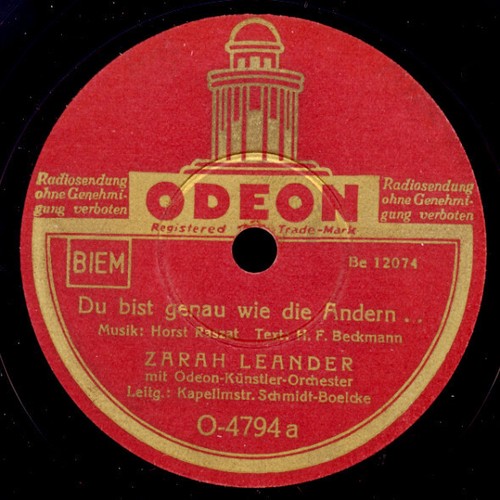 Radiosendung
ohne Genehmi-
gung verboten
ODEON
Registered Trade-Mark
Radiosendung
ohne Genehmi-
gung verboten
BIEM
Be 12074
Du bist genau wie die Andern ...
Musik: Horst Raszat Text: H. F. Beckmann
ZARAH LEANDER
mit Odeon-Künstler-Orchester
Leitg.: Kapellmstr. Schmidt-Boelcke
O-4794a